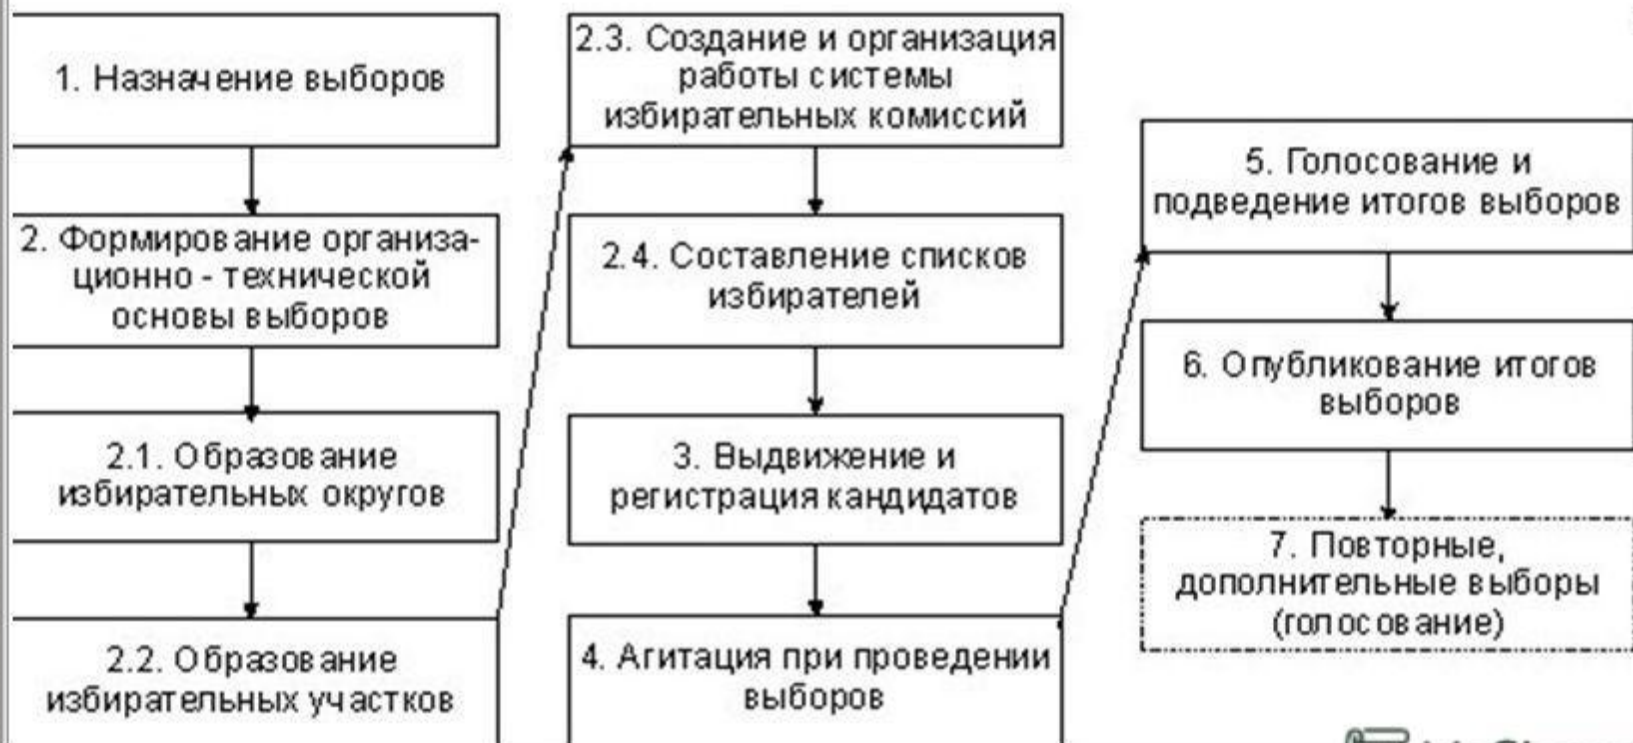 1. Назначение выборов
2. Формирование организа-
ционно - технической
основы выборов
2.1. Образование
избирательных округов
2.2. Образование
избирательных участков
2.3. Создание и организация
работы системы
избирательных комиссий
2.4. Составление списков
избирателей
3. Выдвижение и
регистрация кандидатов
4. Агитация при проведении
выборов
5. Голосование и
подведение итогов выборов
6. Опубликование итогов
выборов
7. Повторные,
дополнительные выборы
(голосование)